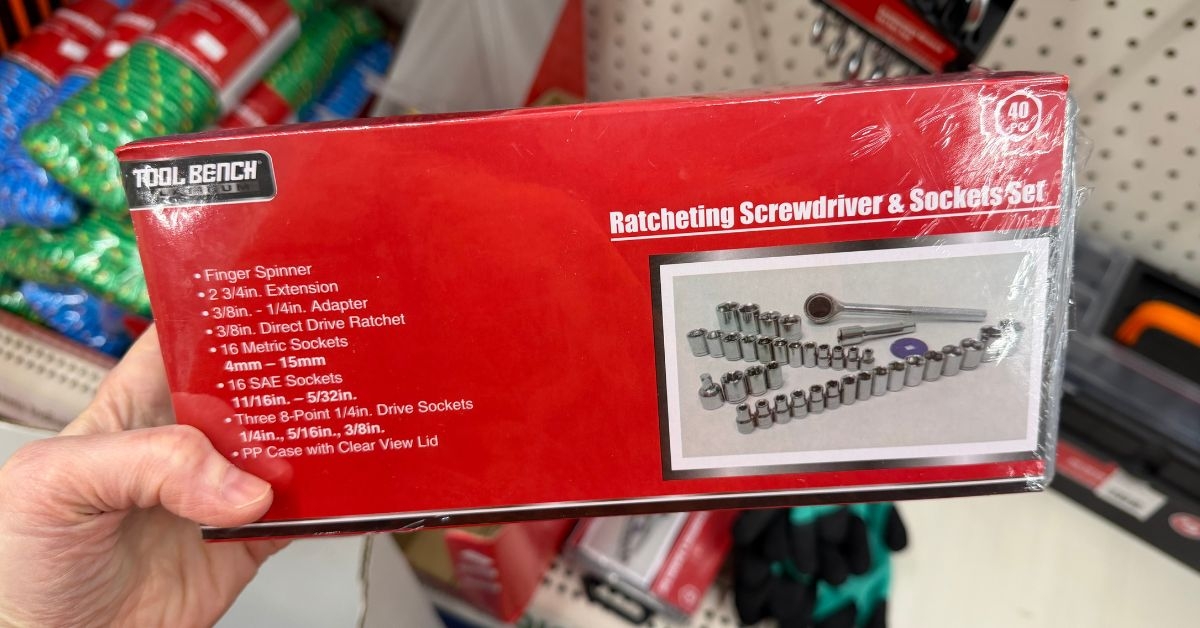 40
PC
TOOL BENCH
PLATINUM
Ratcheting Screwdriver & Sockets Set
• Finger Spinner
• 2 3/4in. Extension
• 3/8in. - 1/4in. Adapter
• 3/8in. Direct Drive Ratchet
• 16 Metric Sockets
4mm – 15mm
• 16 SAE Sockets
11/16in. – 5/32in.
• Three 8-Point 1/4in. Drive Sockets
1/4in., 5/16in., 3/8in.
• PP Case with Clear View Lid